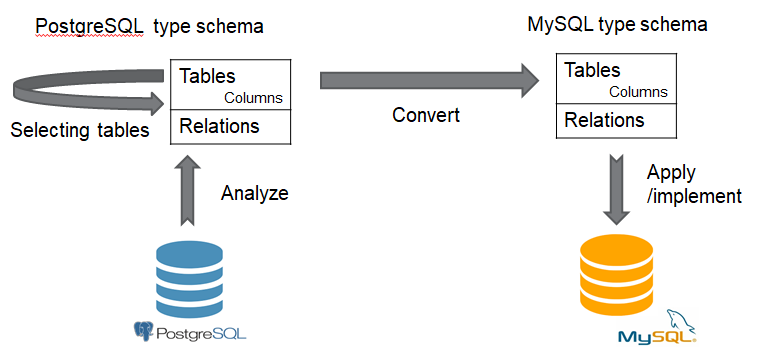 PostgreSQL type schema
MySQL type schema
Tables
Columns
Relations
Selecting tables
Convert
Tables
Columns
Relations
Analyze
Apply
/implement
PostgreSQL
MySQL